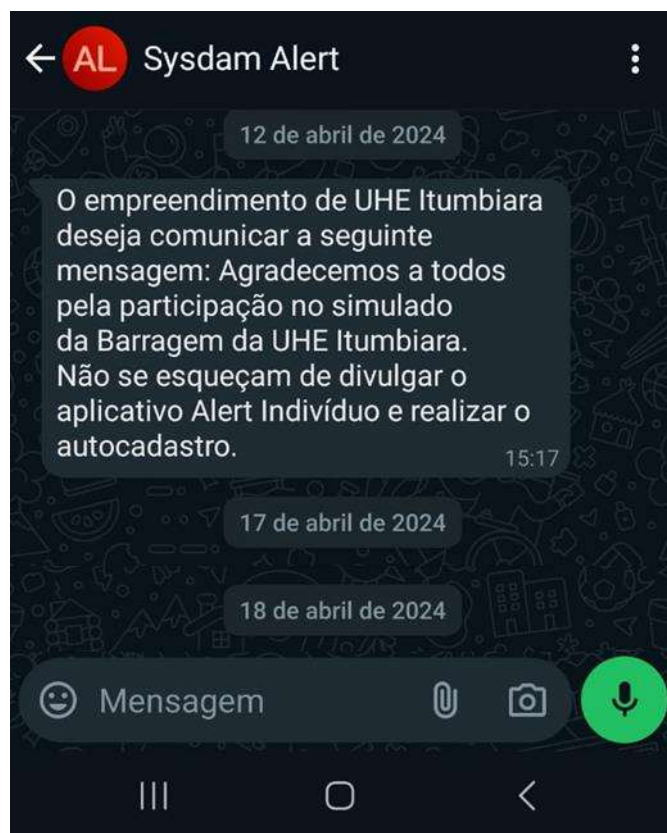 AL Sysdam Alert
12 de abril de 2024
O empreendimento de UHE Itumbiara
deseja comunicar a seguinte
mensagem: Agradecemos a todos
pela participação no simulado
da Barragem da UHE Itumbiara.
Não se esqueçam de divulgar o
aplicativo Alert Indivíduo e realizar o
autocadastro.
15:17
17 de abril de 2024
18 de abril de 2024
Mensagem